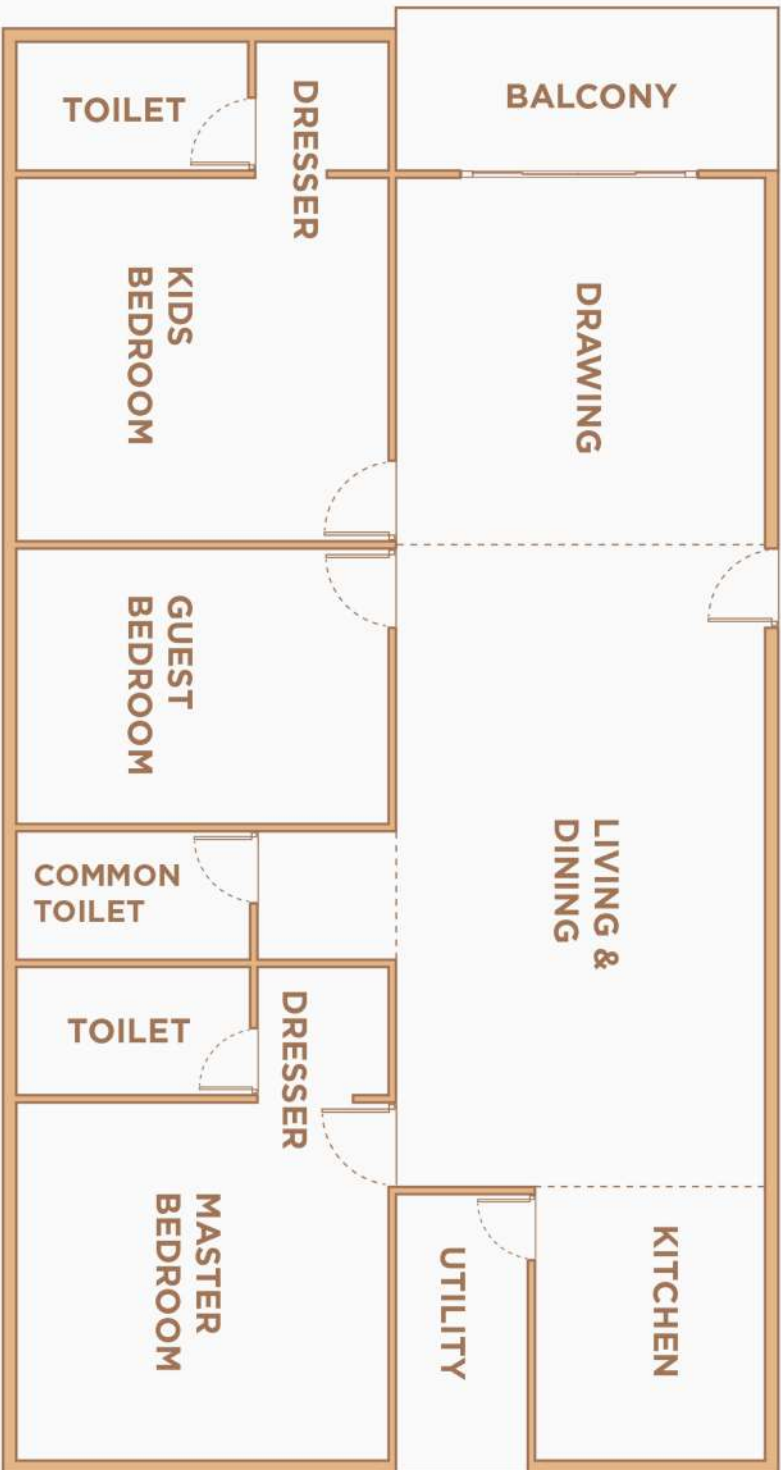 TOILET
DRESSER
BALCONY
KIDS
BEDROOM
DRAWING
GUEST
BEDROOM
LIVING &
DINING
COMMON
TOILET
TOILET
DRESSER
MASTER
BEDROOM
UTILITY
KITCHEN